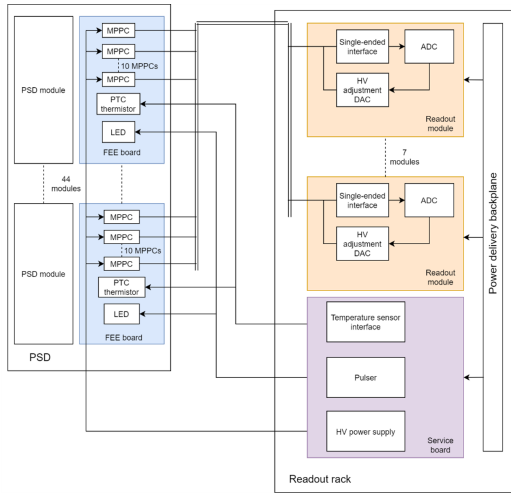 PSD module
44
modules
PSD module
PSD
MPPC
MPPC
10 MPPCs
MPPC
PTC
thermistor
LED
FEE board
MPPC
MPPC
10 MPPCs
MPPC
PTC
thermistor
LED
FEE board
Single-ended
interface
ADC
HV
adjustment
DAC
Readout
module
7
modules
Single-ended
interface
ADC
HV
adjustment
DAC
Readout
module
Temperature sensor
interface
Pulser
HV power supply
Service
board
Power delivery backplane
Readout rack